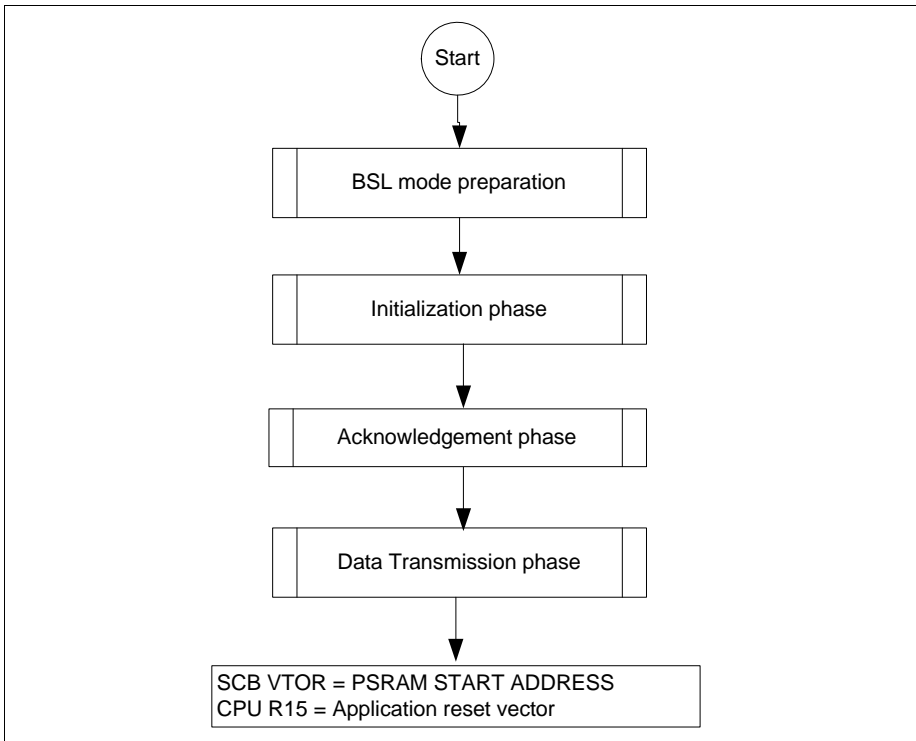 Start
BSL mode preparation
Initialization phase
Acknowledgement phase
Data Transmission phase
SCB VTOR = PSRAM START ADDRESS
CPU R15 = Application reset vector